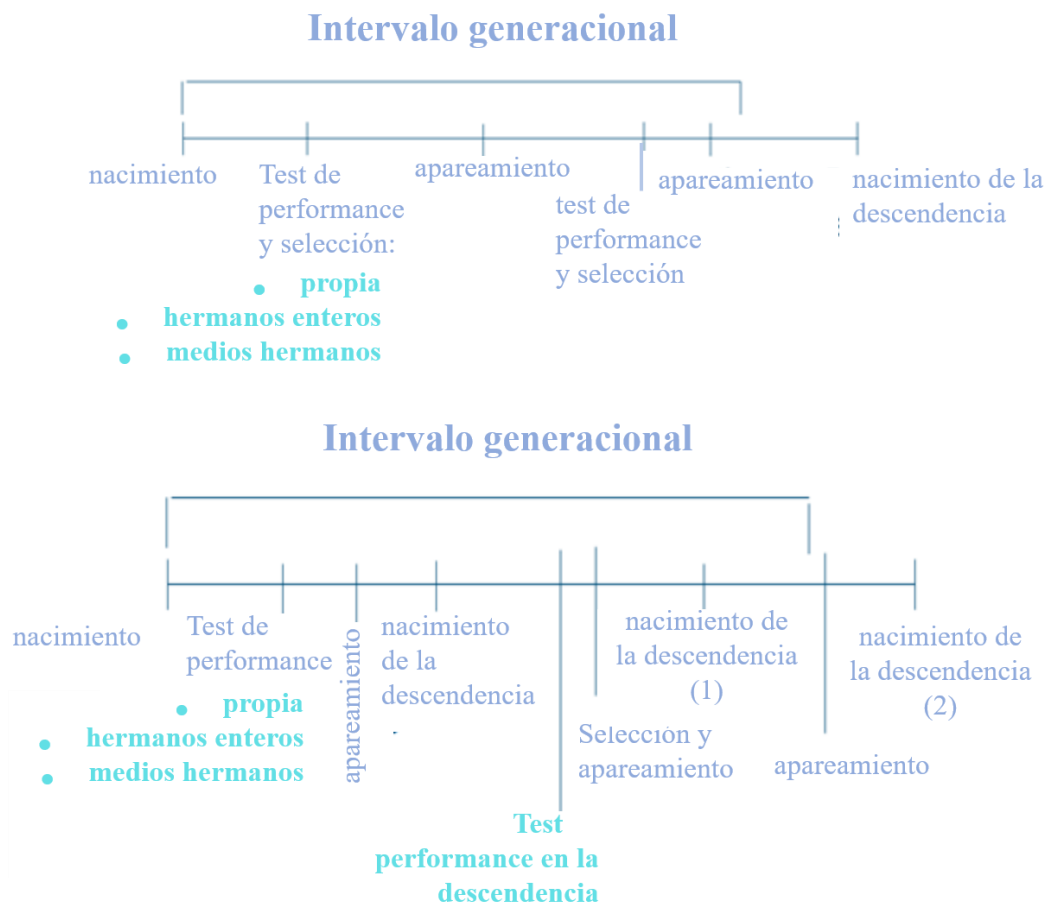 Intervalo generacional
nacimiento
Test de
performance
y selección:
• propia
• hermanos enteros
• medios hermanos
apareamiento
test de
performance
y selección
apareamiento
nacimiento de la
descendencia
Intervalo generacional
nacimiento
Test de
performance
• propia
• hermanos enteros
• medios hermanos
apareamiento
nacimiento
de la
descendencia
Test
performance en la
descendencia
Selección y
apareamiento
nacimiento de
la descendencia
(1)
apareamiento
nacimiento de
la descendencia
(2)